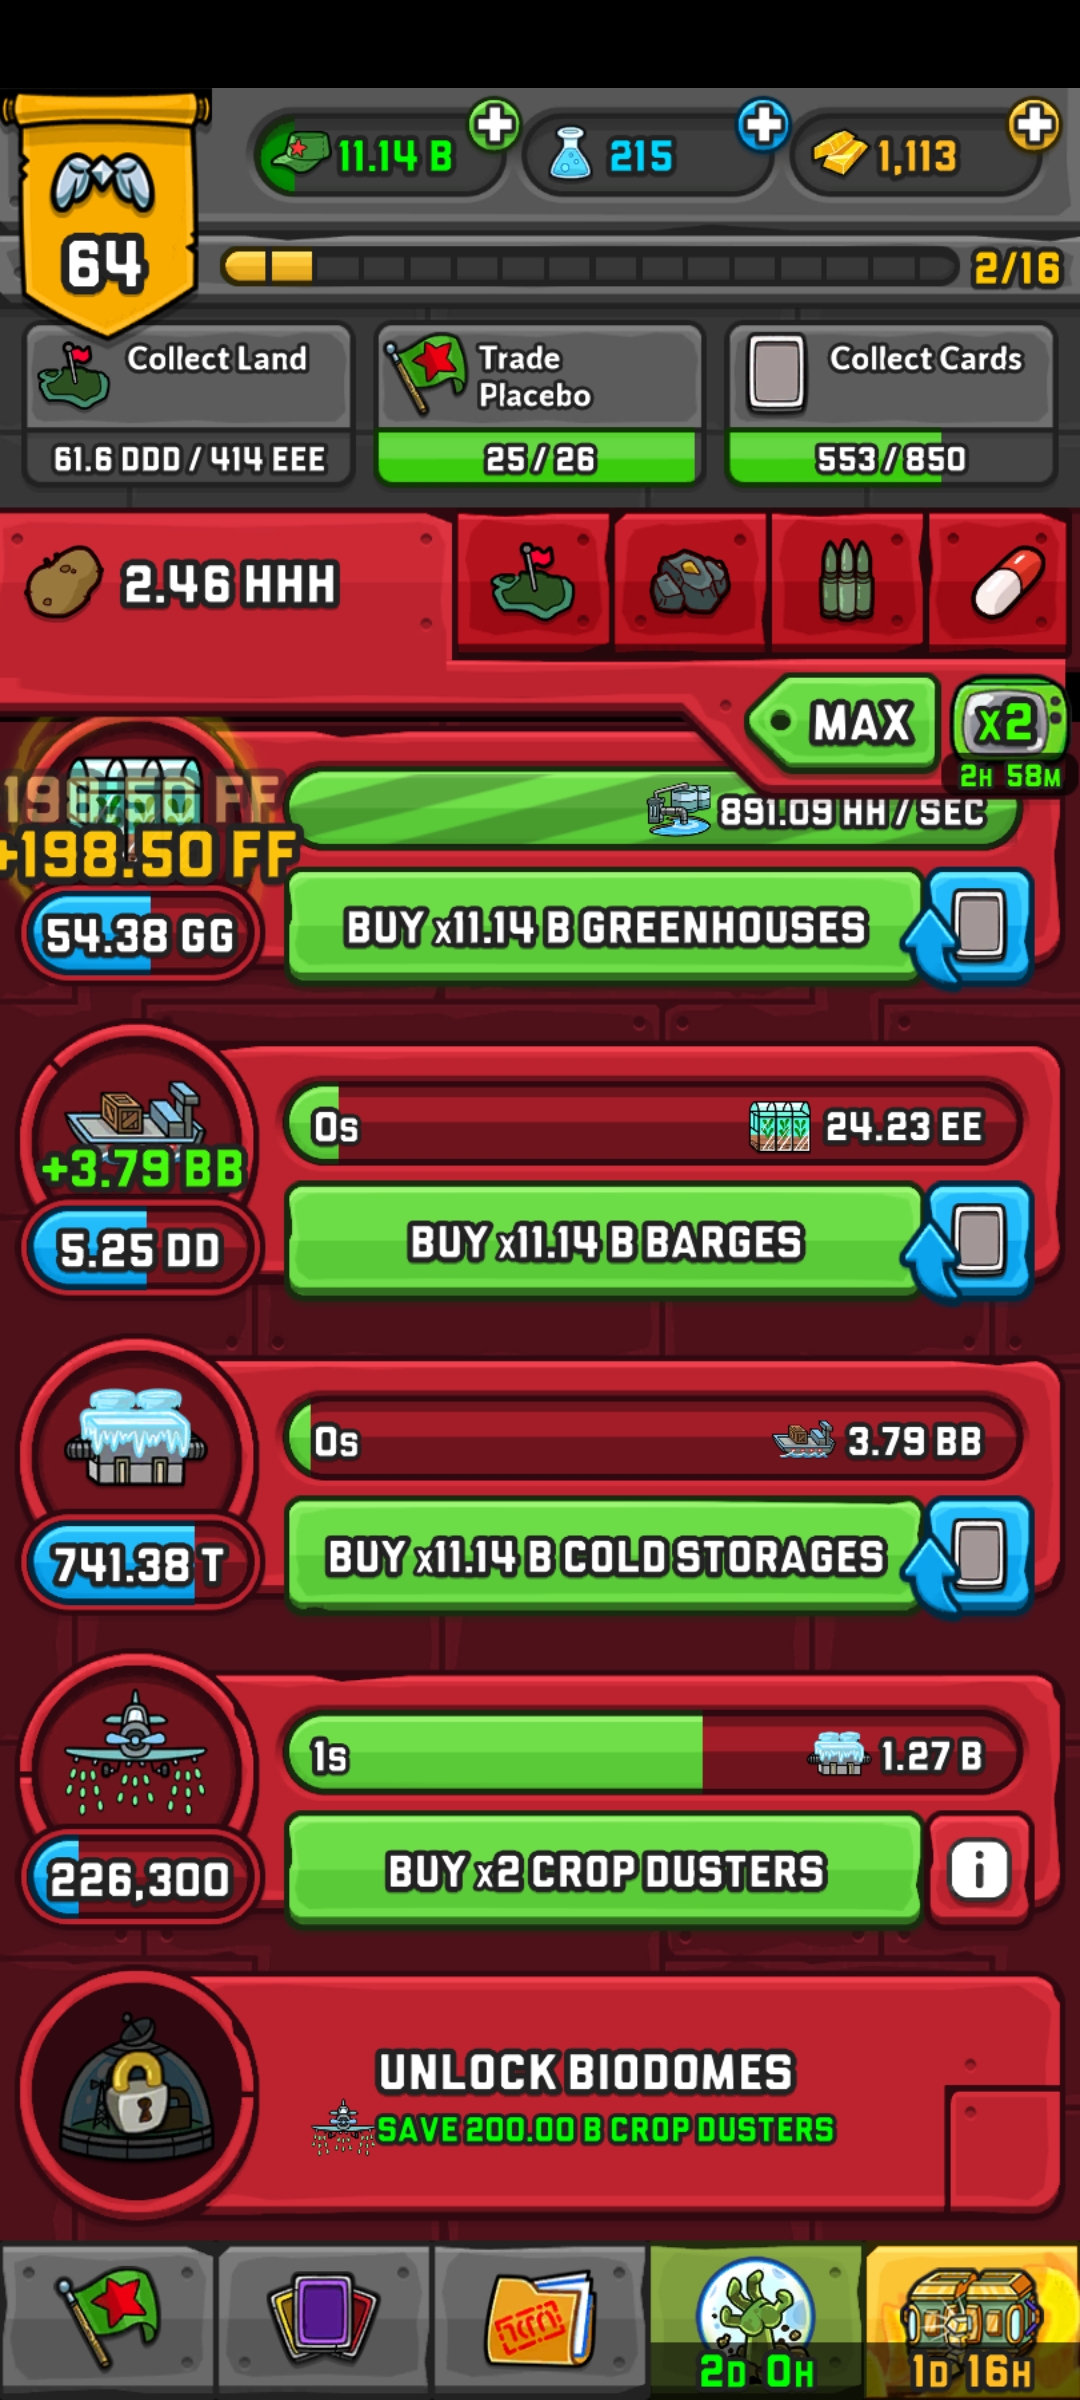 64
11.14 B
215
1,113
2/16
Collect Land
61.6 DDD / 414 EEE
Trade
Placebo
25 / 26
Collect Cards
553 / 850
2.46 HHH
MAX
x2
2H 58M
198.50 FF
+198.50 FF
891.09 HH / SEC
54.38 GG
BUY x11.14 B GREENHOUSES
+3.79 BB
0s
24.23 EE
5.25 DD
BUY x11.14 B BARGES
0s
3.79 BB
741.38 T
BUY x11.14 B COLD STORAGES
1s
1.27 B
226,300
BUY x2 CROP DUSTERS
i
UNLOCK BIODOMES
SAVE 200.00 B CROP DUSTERS
2D 0H
1D 16H